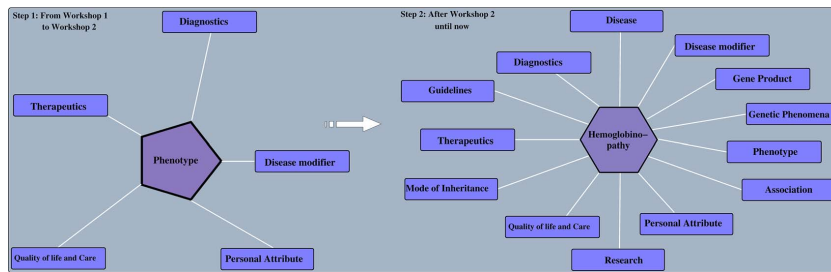 Step 1: From Workshop 1
to Workshop 2
Diagnostics
Therapeutics
Phenotype
Disease modifier
Quality of life and Care
Personal Attribute
Step 2: After Workshop 2
until now
Disease
Disease modifier
Diagnostics
Gene Product
Guidelines
Genetic Phenomena
Hemoglobino--
pathy
Therapeutics
Phenotype
Mode of Inheritance
Association
Quality of life and Care
Personal Attribute
Research